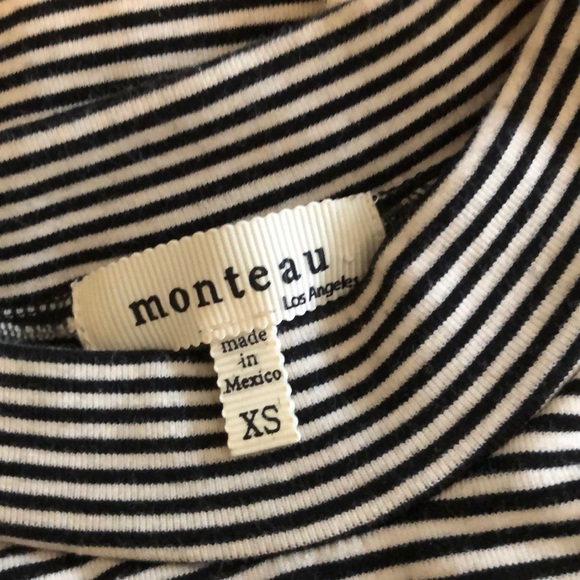 monteau
Los Angeles
made
in
Mexico
XS